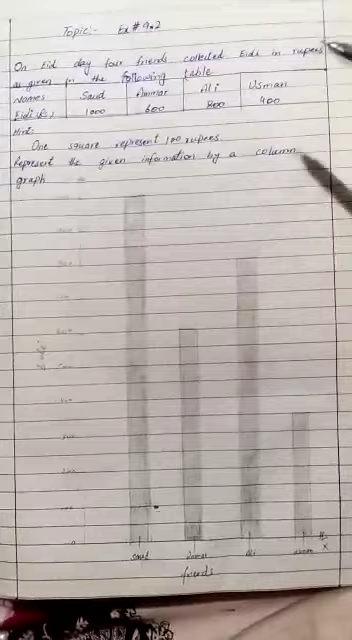 Topic:- Ex # 9.2
On Eid day four friends collected Eidi in rupees
as given in the following table
Names Saud Ammar Ali Usman
Eidi (Rs.) 1000 600 800 400
Hint:
One square represent 100 rupees.
Represent the given information by a column
graph
0
Saud Ammar Ali Usman
X
friends